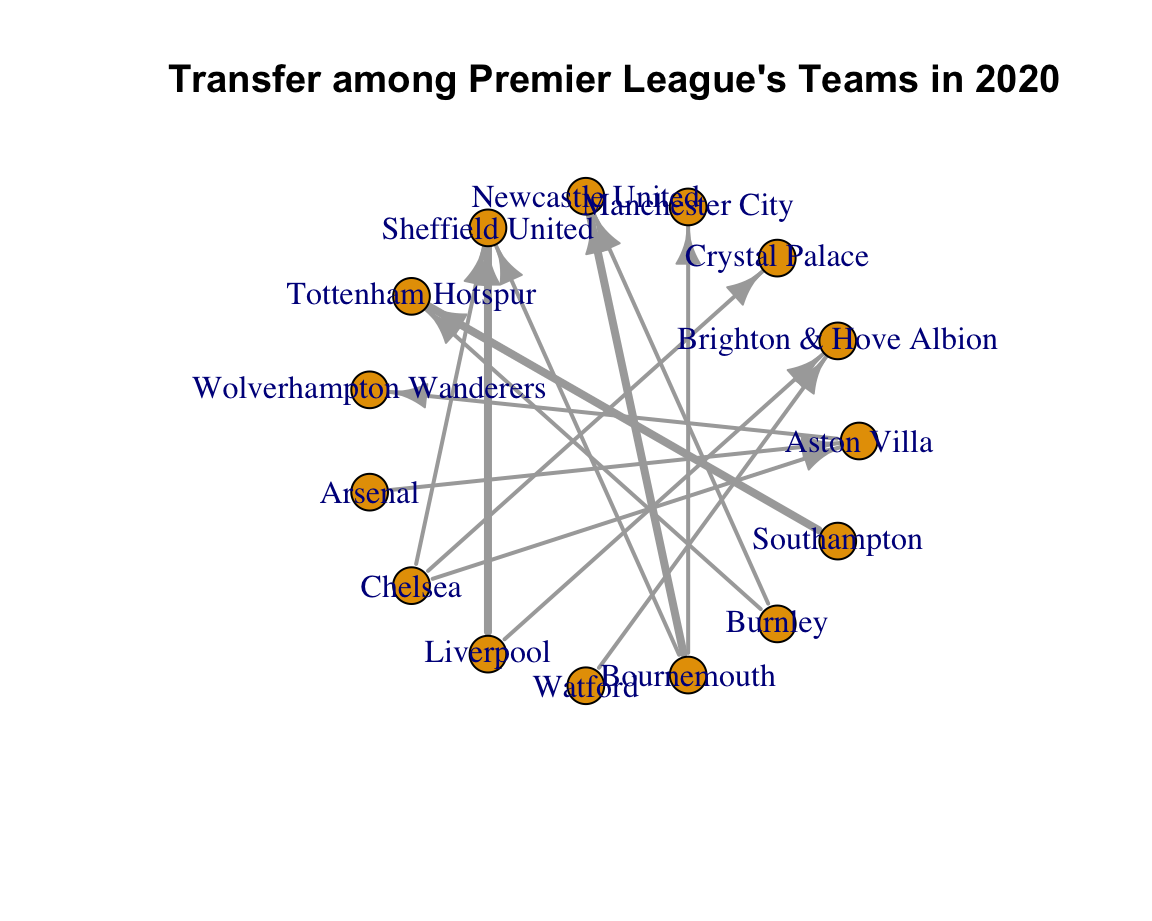 Transfer among Premier League's Teams in 2020
Newcastle United
Manchester City
Sheffield United
Crystal Palace
Tottenham Hotspur
Brighton & Hove Albion
Wolverhampton Wanderers
Aston Villa
Arsenal
Southampton
Chelsea
Burnley
Liverpool
Bournemouth
Watford